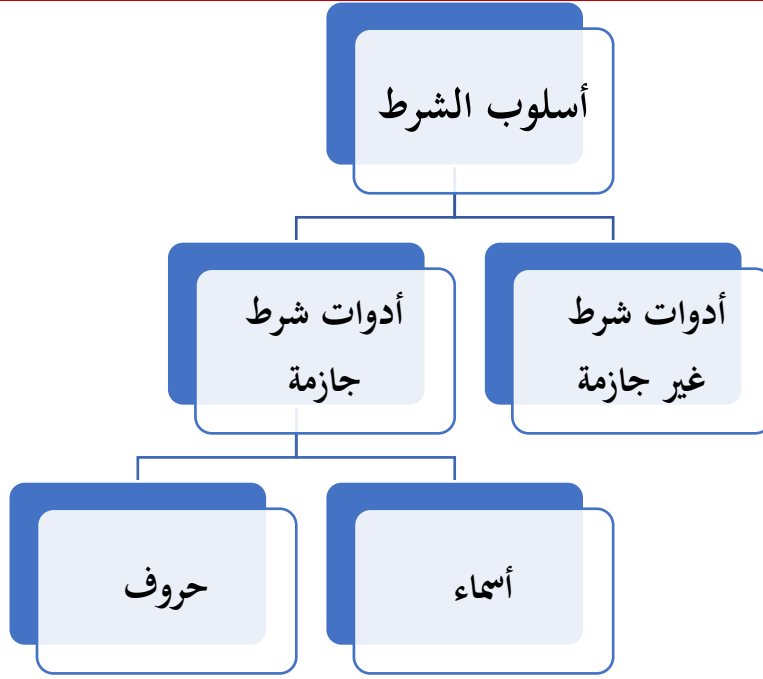 أسلوب الشرط
أدوات شرط
غير جازمة
أدوات شرط
جازمة
أسماء
حروف